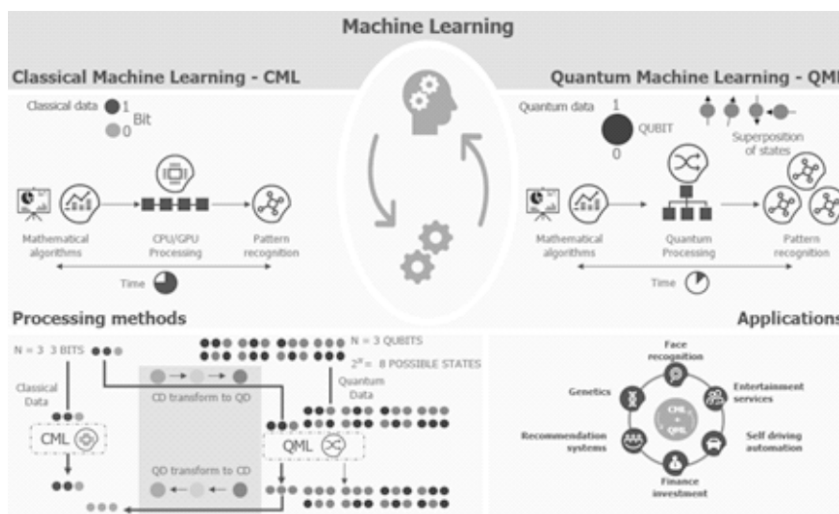 Machine Learning
Classical Machine Learning - CML
Classical data
1
Bit
0
Mathematical
algorithms
CPU/GPU
Processing
Pattern
recognition
Time
Quantum Machine Learning - QML
Quantum data
1
QUBIT
0
Superposition
of states
Mathematical
algorithms
Quantum
Processing
Pattern
recognition
Time
Processing methods
N = 3 3 BITS
N = 3 QUBITS
= 8 POSSIBLE STATES
Classical
Data
Quantum
Data
CD transform to QD
CML
QML
QD transform to CD
Applications
Face
recognition
Genetics
Entertainment
services
CML
+
QML
Recommendation
systems
AAA
Self driving
automation
Finance
investment